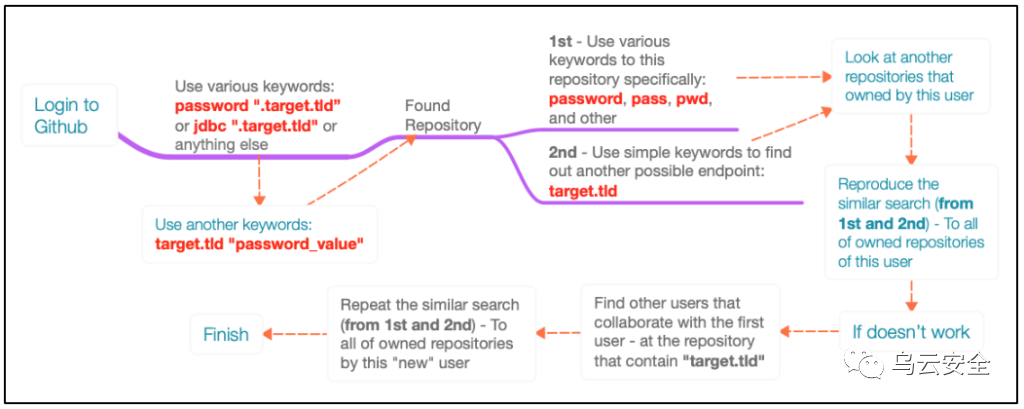 Login to
Github
Use various keywords:
password ".target.tld”
or jdbc ".target.tld" or
anything else
Use another keywords:
target.tld "password_value"
Found
Repository
1st - Use various
keywords to this
repository specifically:
password, pass, pwd,
and other
2nd - Use simple keywords to find
out another possible endpoint:
target.tld
Look at another
repositories that
owned by this user
Reproduce the
similar search (from
1st and 2nd) - To all
of owned repositories
of this user
If doesn't work
Find other users that
collaborate with the first
user - at the repository
that contain "target.tld"
Repeat the similar search
(from 1st and 2nd) - To
all of owned repositories
by this "new" user
Finish
乌云安全